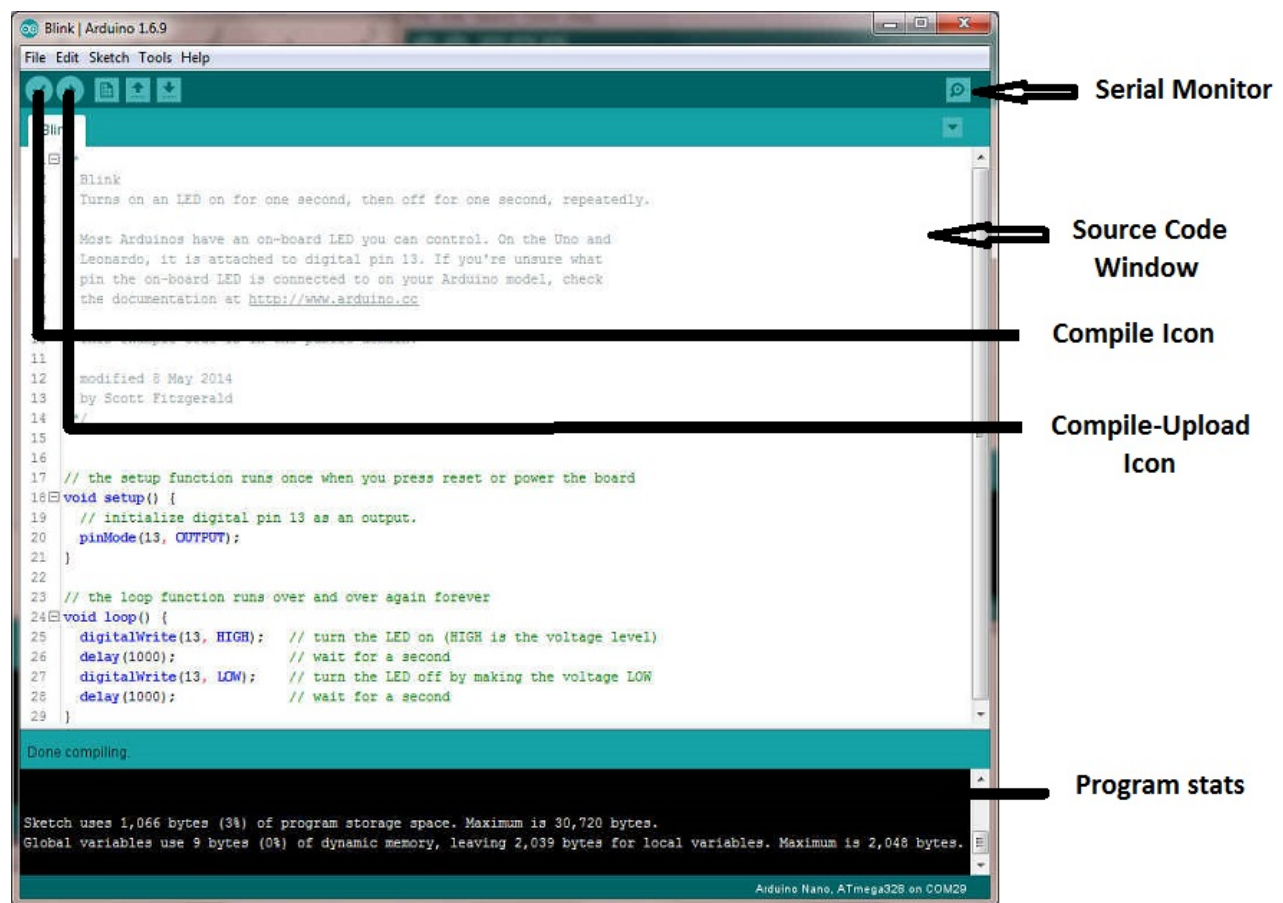 Blink | Arduino 1.6.9
File Edit Sketch Tools Help
Serial Monitor
Blink
2 Blink
Turns on an LED on for one second, then off for one second, repeatedly.
Most Arduinos have an on-board LED you can control. On the Uno and
Leonardo, it is attached to digital pin 13. If you're unsure what
pin the on-board LED is connected to on your Arduino model, check
the documentation at http://www.arduino.cc
Source Code
Window
10
Compile Icon
11
12 modified 8 May 2014
13 by Scott Fitzgerald
14 */
Compile-Upload
Icon
15
16
17 // the setup function runs once when you press reset or power the board
18 void setup() {
19 // initialize digital pin 13 as an output.
20 pinMode(13, OUTPUT);
21 }
22
23 // the loop function runs over and over again forever
24 void loop() {
25 digitalWrite(13, HIGH); // turn the LED on (HIGH is the voltage level)
26 delay(1000); // wait for a second
27 digitalWrite(13, LOW); // turn the LED off by making the voltage LOW
28 delay(1000); // wait for a second
29 }
Done compiling.
Program stats
Sketch uses 1,066 bytes (3%) of program storage space. Maximum is 30,720 bytes.
Global variables use 9 bytes (0%) of dynamic memory, leaving 2,039 bytes for local variables. Maximum is 2,048 bytes.
Arduino Nano, ATmega328 on COM29